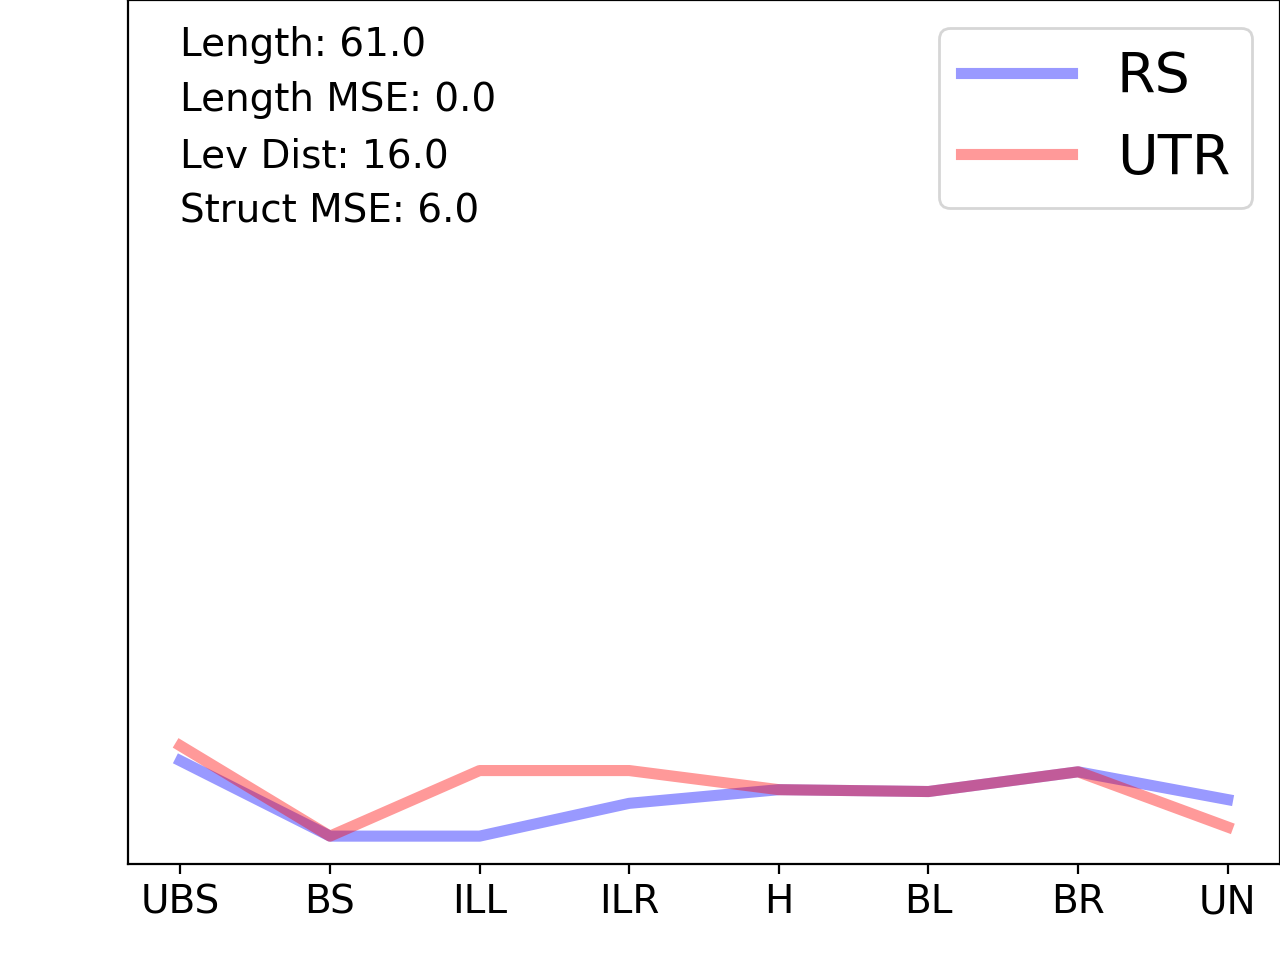 Length: 61.0
Length MSE: 0.0
Lev Dist: 16.0
Struct MSE: 6.0
RS
UTR
UBS BS ILL ILR H BL BR UN